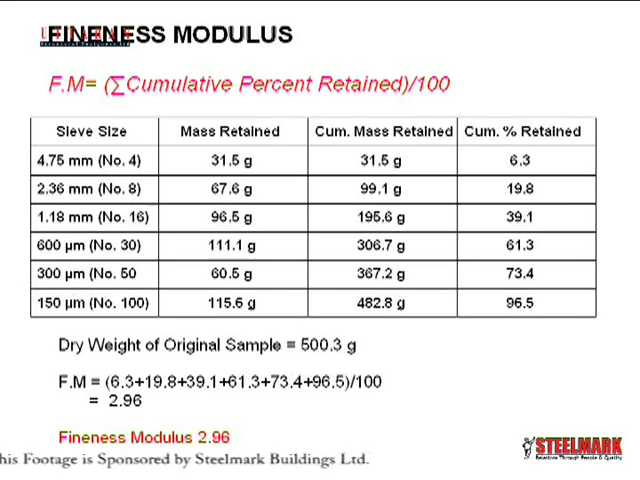 FINENESS MODULUS
F.M= (∑Cumulative Percent Retained)/100
Sieve Size Mass Retained Cum. Mass Retained Cum. % Retained
4.75 mm (No. 4) 31.5 g 31.5 g 6.3
2.36 mm (No. 8) 67.6 g 99.1 g 19.8
1.18 mm (No. 16) 96.5 g 195.6 g 39.1
600 µm (No. 30) 111.1 g 306.7 g 61.3
300 µm (No. 50 60.5 g 367.2 g 73.4
150 µm (No. 100) 115.6 g 482.8 g 96.5
Dry Weight of Original Sample = 500.3 g
F.M = (6.3+19.8+39.1+61.3+73.4+96.5)/100
= 2.96
Fineness Modulus 2.96
STEELMARK
Relations Through People & Quality
his Footage is Sponsored by Steelmark Buildings Ltd.